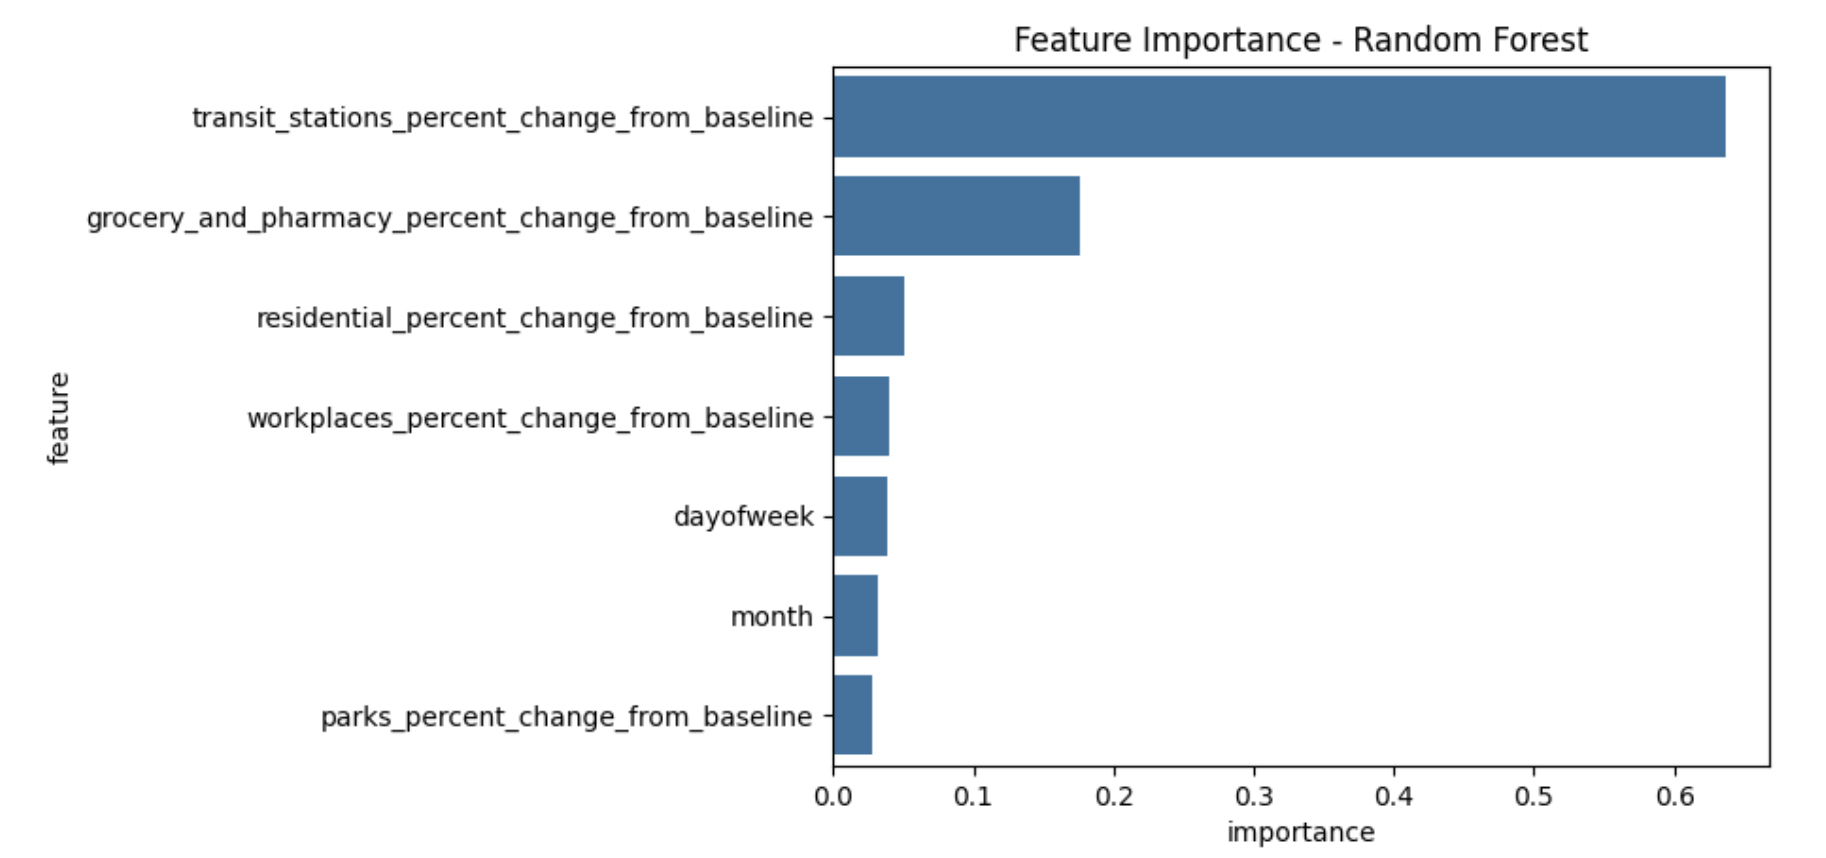 Feature Importance - Random Forest
transit_stations_percent_change_from_baseline
grocery_and_pharmacy_percent_change_from_baseline
residential_percent_change_from_baseline
workplaces_percent_change_from_baseline
dayofweek
month
parks_percent_change_from_baseline
feature
0.0 0.1 0.2 0.3 0.4 0.5 0.6
importance